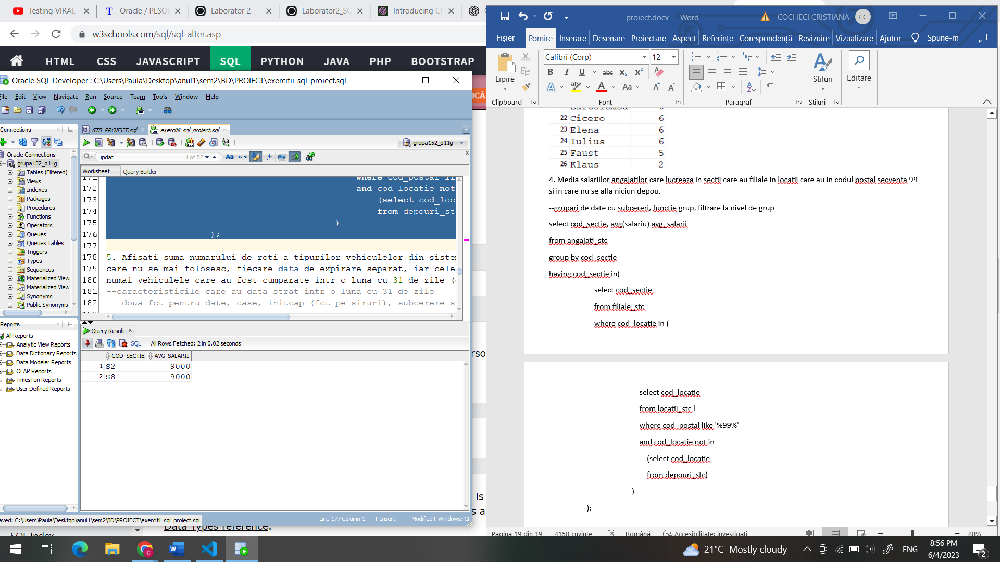 Testing VIRAL
Oracle / PLSQ
Laborator 2
Laborator2_SQ
Introducing Ch
w3schools.com/sql/sql_alter.asp
HTML CSS JAVASCRIPT SQL PYTHON JAVA PHP BOOTSTRAP
Oracle SQL Developer : C:\Users\Paula\Desktop\anul1\sem2\BD\PROIECT\exercitii_sql_proiect.sql
ile Edit View Navigate Run Source Team Tools Window Help
Connections
STB_PROIECT.sql
exercitii_sql_proiect.sql
grupa152_o11g
updat
1 of 52
Aa
Worksheet
Query Builder
Oracle Connections
grupa152_o11g
Tables (Filtered)
Views
Indexes
Packages
Procedures
Functions
Operators
Queues
Queues Tables
Triggers
Types
Sequences
Materialized View
Materialized View
Synonyms
Public Synonyms
171 where cod_postal li
172 and cod_locatie not
173 (select cod_loc
174 from depouri_st
175 )
176 );
177
178 5. Afisati suma numarului de roti a tipurilor vehiculelor din siste
179 care nu se mai folosesc, fiecare data de expirare separat, iar cele
180 numai vehiculele care au fost cumparate intr-o luna cu 31 de zile (
181 --caracteristicile care au data strat intr o luna cu 31 de zile
182 -- doua fct pentru date, case, initcap (fct pe siruri), subcerere s
Reports
All Reports
Analytic View Reports
Data Dictionary Reports
Data Modeler Reports
OLAP Reports
TimesTen Reports
User Defined Reports
Query Result
SQL | All Rows Fetched: 2 in 0.02 seconds
COD_SECTIE AVG_SALARII
1 S2 9000
2 S8 9000
aved: C:\Users\Paula\Desktop\anul1\sem2\BD\PROIECT\exercitii_sql_proiect.sql
| Line 177 Column 1 | Insert | Modified | Windows: CR
ICĂ
rso
is
s a
SQL Index
Data Types reference.
proiect.docx - Word
COCHECI CRISTIANA
CC
Fișier Pornire Inserare Desenare Proiectare Aspect Referințe Corespondență Revizuire Vizualizare Ajutor Spune-m
Lipire
Calibri (Corp) 12
B I U abc x₂ x²
A Aa A A
Stiluri
Editare
Clipboard Font Paragraf Stiluri
22 Cicero 6
23 Elena 6
24 Iulius 6
25 Faust 5
26 Klaus 2
4. Media salariilor angajatilor care lucreaza in sectii care au filiale in locatii care au in codul postal secventa 99
si in care nu se afla niciun depou.
--grupari de date cu subcereri, functie grup, filtrare la nivel de grup
select cod_sectie, avg(salariu) avg_salarii
from angajati_stc
group by cod_sectie
having cod_sectie in(
select cod_sectie
from filiale_stc
where cod_locatie in (
select cod_locatie
from locatii_stc l
where cod_postal like '%99%'
and cod_locatie not in
(select cod_locatie
from depouri_stc)
)
);
Pagina 19 din 19 4150 cuvinte Română Accesibilitate: investigați 80%
21°C Mostly cloudy
ENG
8:56 PM
6/4/2023
2